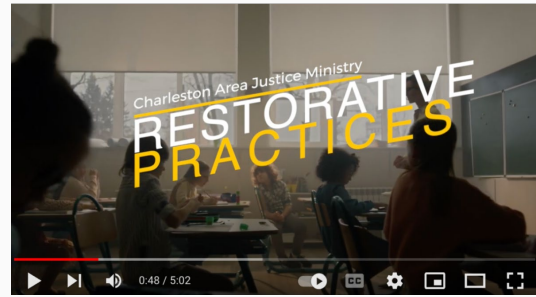 Charleston Area Justice Ministry
RESTORATIVE
PRACTICES
0:48 / 5:02
CC